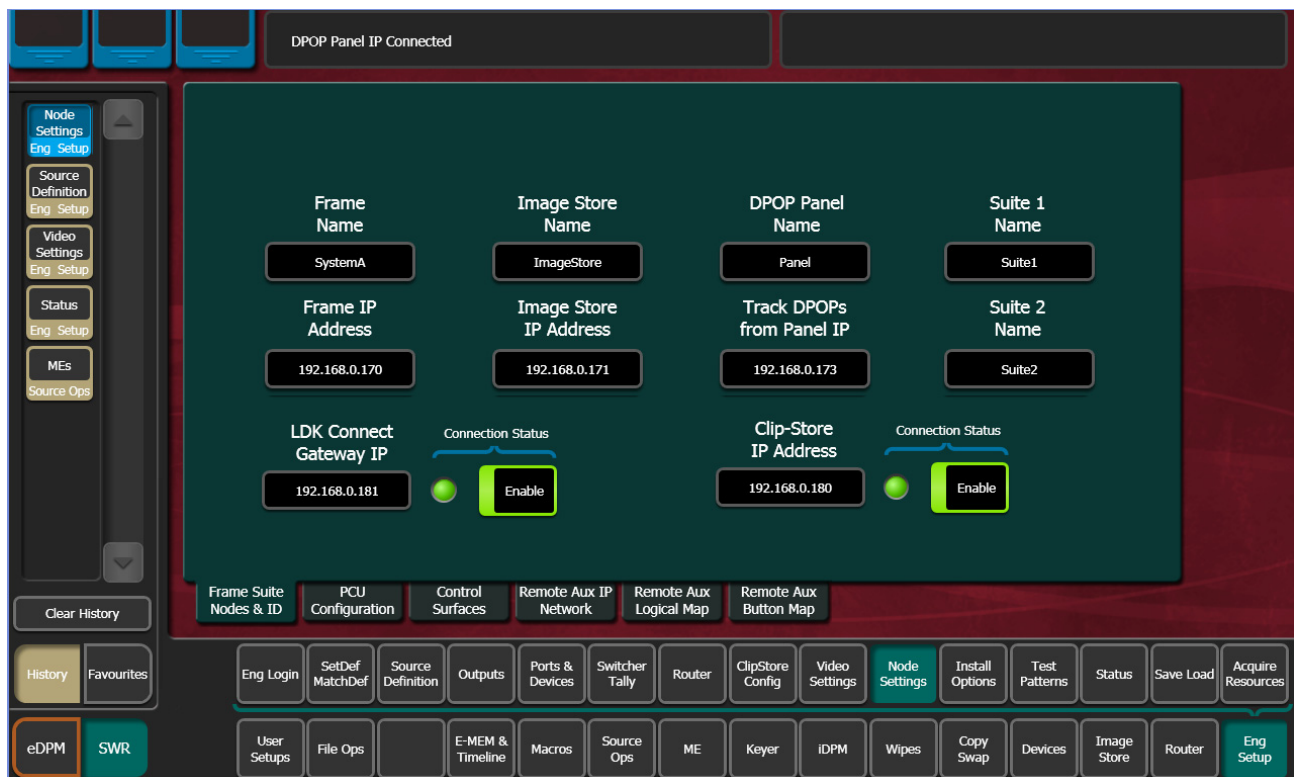 DPOP Panel IP Connected
Node
Settings
Eng Setup
Source
Definition
Eng Setup
Video
Settings
Eng Setup
Status
Eng Setup
MEs
Source Ops
Clear History
History
Favourites
eDPM
SWR
Frame
Name
SystemA
Image Store
Name
ImageStore
DPOP Panel
Name
Panel
Suite 1
Name
Suite1
Frame IP
Address
192.168.0.170
Image Store
IP Address
192.168.0.171
Track DPOPs
from Panel IP
192.168.0.173
Suite 2
Name
Suite2
LDK Connect
Gateway IP
192.168.0.181
Connection Status
Enable
Clip-Store
IP Address
192.168.0.180
Connection Status
Enable
Frame Suite
Nodes & ID
PCU
Configuration
Control
Surfaces
Remote Aux IP
Network
Remote Aux
Logical Map
Remote Aux
Button Map
Eng Login
SetDef
MatchDef
Source
Definition
Outputs
Ports &
Devices
Switcher
Tally
Router
ClipStore
Config
Video
Settings
Node
Settings
Install
Options
Test
Patterns
Status
Save Load
Acquire
Resources
User
Setups
File Ops
E-MEM &
Timeline
Macros
Source
Ops
ME
Keyer
iDPM
Wipes
Copy
Swap
Devices
Image
Store
Router
Eng
Setup